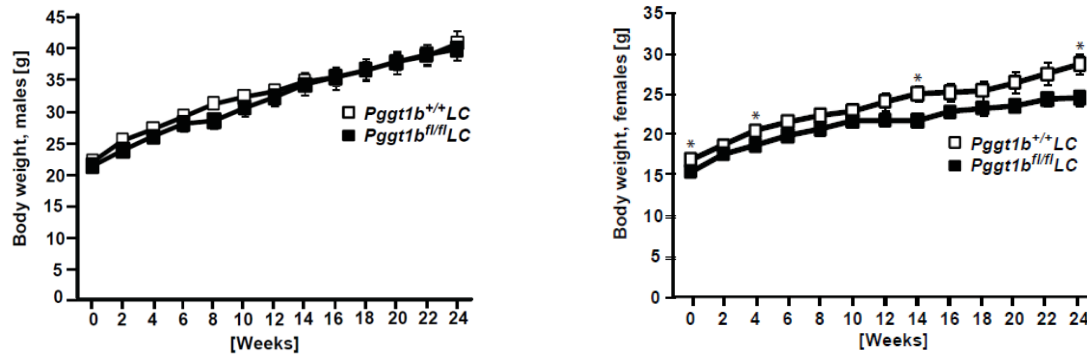 Body weight, males [g]
45
40
35
30
25
20
15
10
5
0
Pggt1b+/+LC
Pggt1bfl/flLC
0 2 4 6 8 10 12 14 16 18 20 22 24
[Weeks]
Body weight, females [g]
35
30
25
20
15
10
5
0
* * * *
Pggt1b+/+LC
Pggt1bfl/flLC
0 2 4 6 8 10 12 14 16 18 20 22 24
[Weeks]